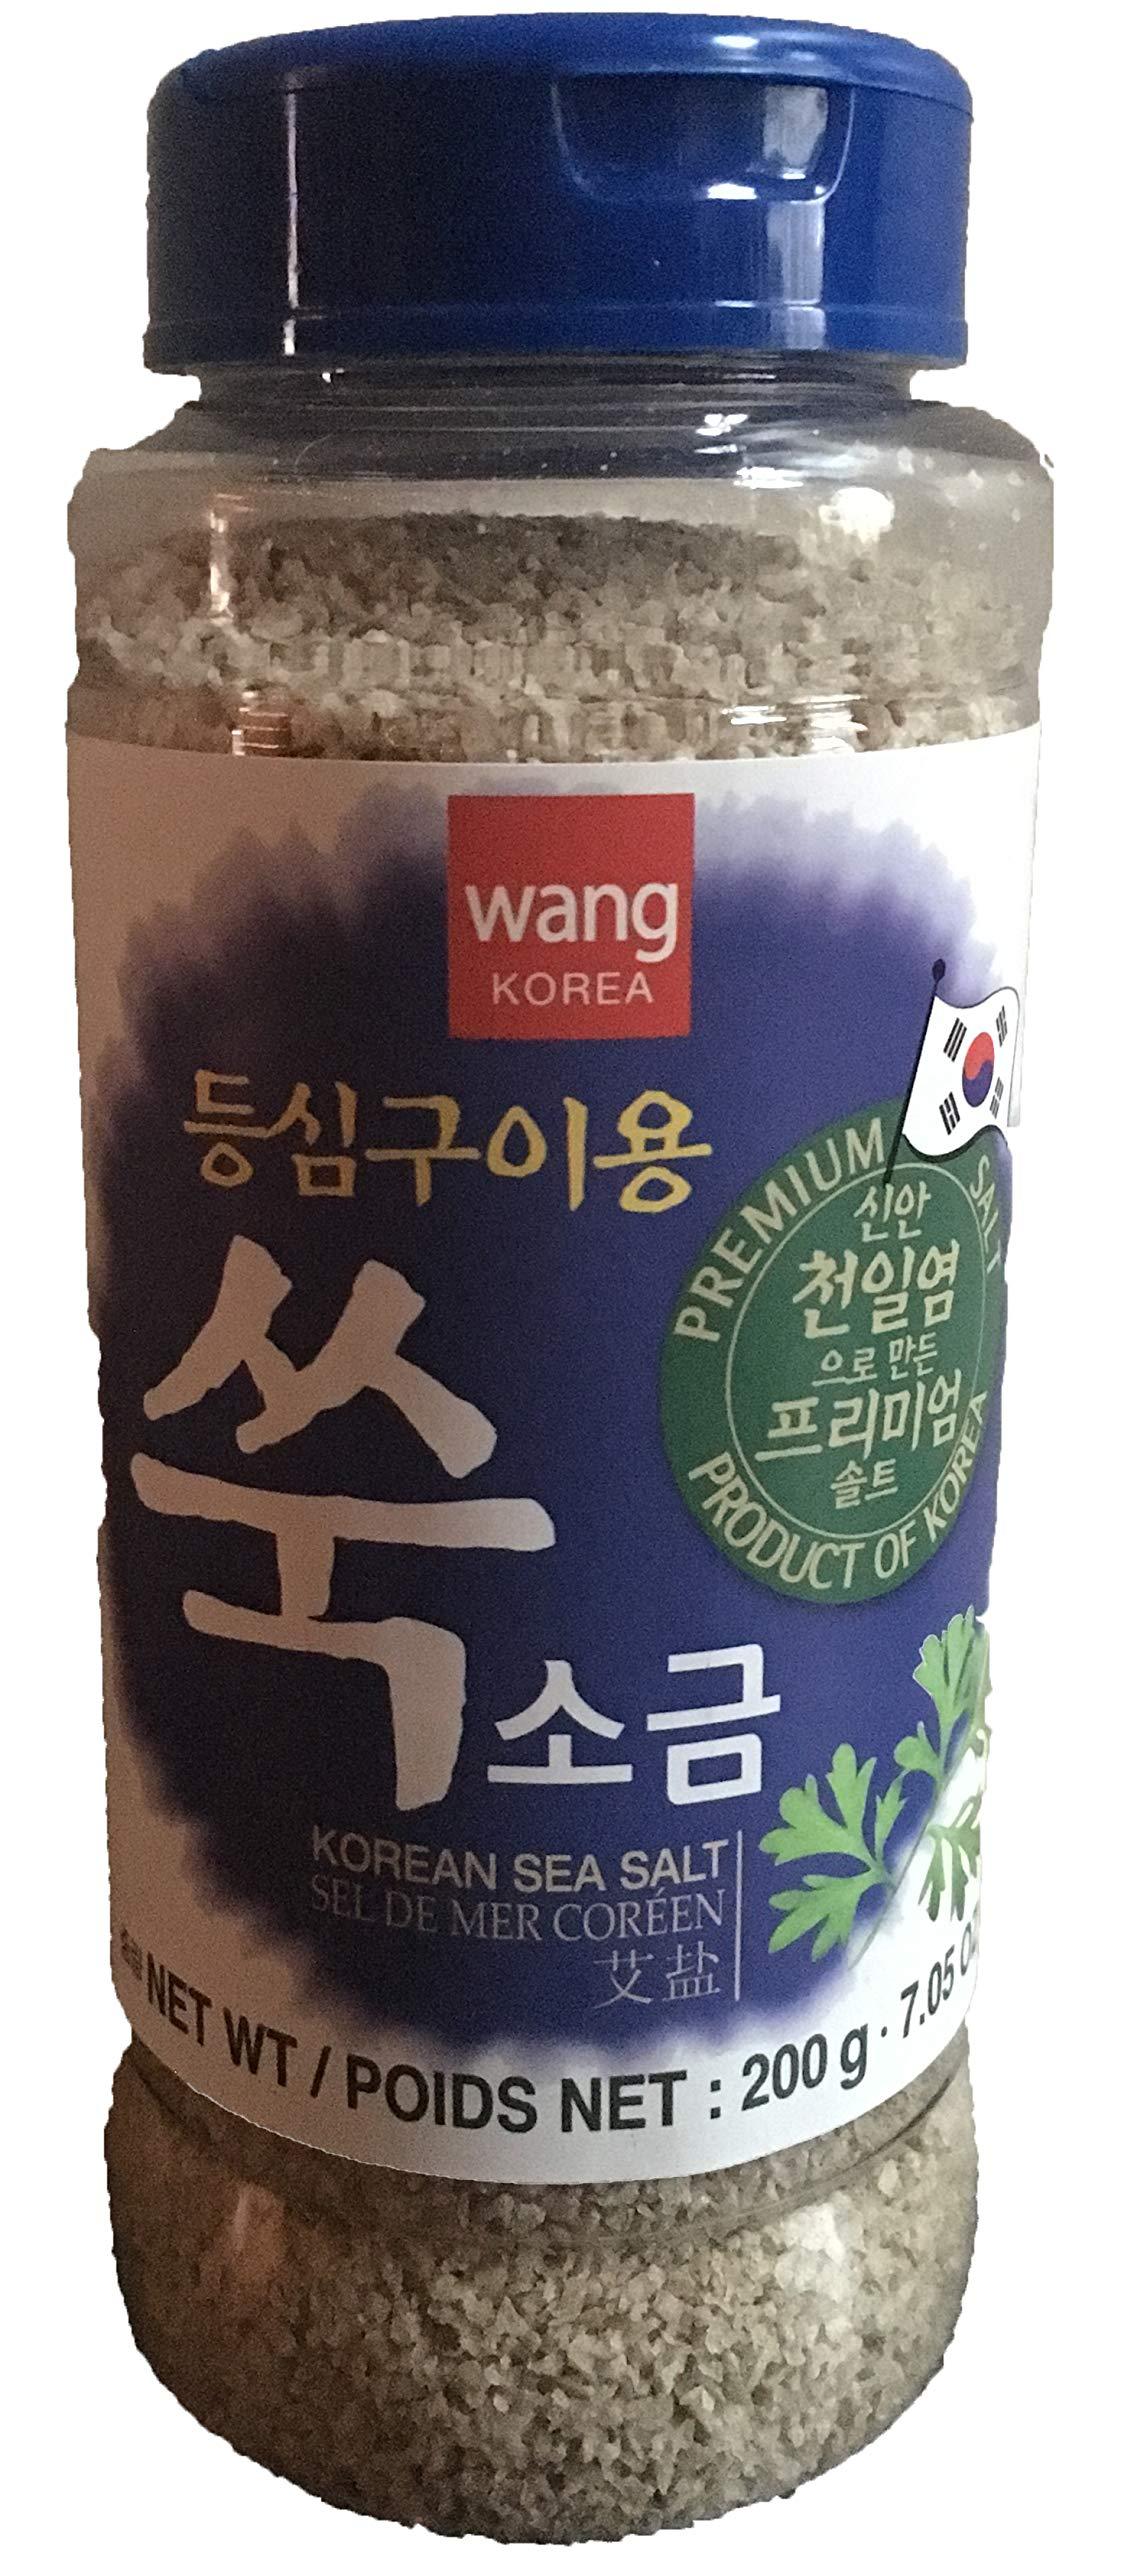 wang
KOREA
등심구이용
쑥
소금
PREMIUM SALT
신안
천일염
으로 만든
프리미엄
솔트
PRODUCT OF KOREA
KOREAN SEA SALT
SEL DE MER CORÉEN
艾盐
NET WT / POIDS NET : 200 g · 7.05 OZ